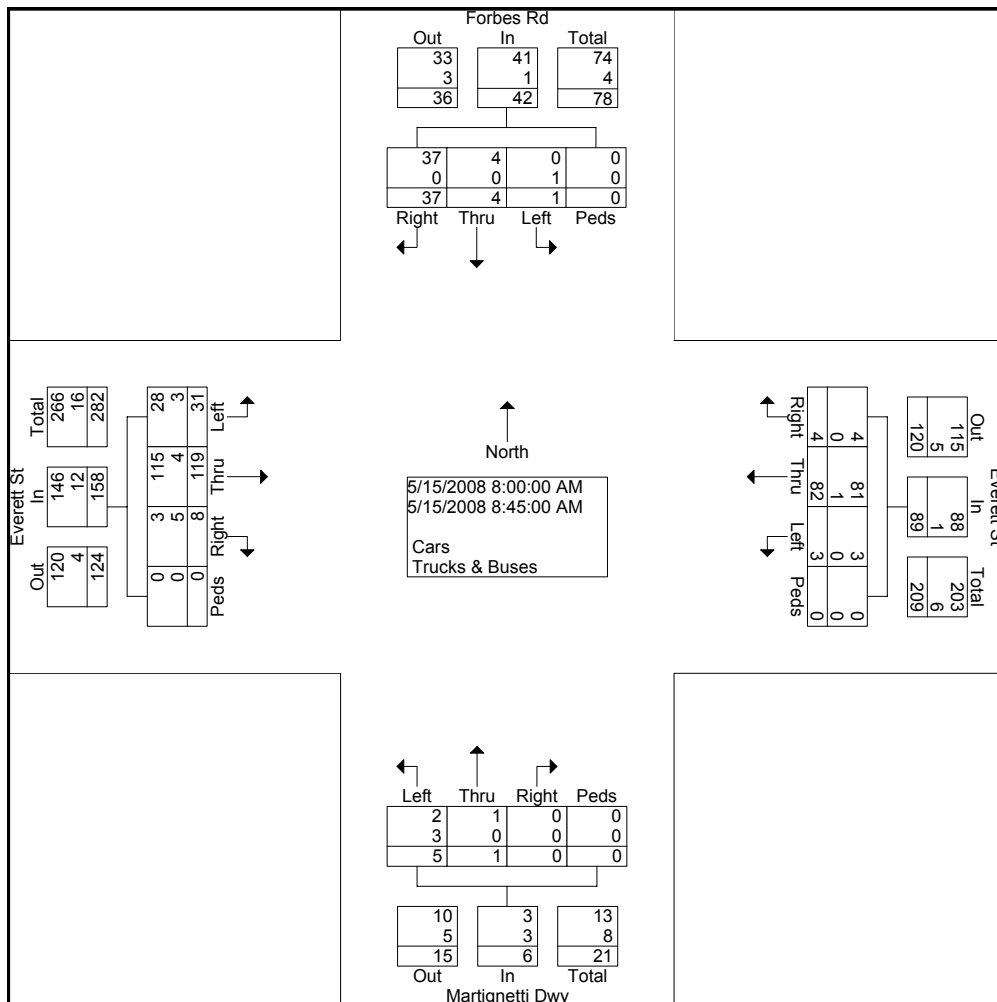 Forbes Rd
Out In Total
33 41 74
3 1 4
36 42 78
37 4 0 0
0 0 1 0
37 4 1 0
Right Thru Left Peds
Everett St
Total In Out
266 146 120
16 12 4
282 158 124
28 115 3 0
3 4 5 0
31 119 8 0
Left Thru Right Peds
North
5/15/2008 8:00:00 AM
5/15/2008 8:45:00 AM
Cars
Trucks & Buses
Right Thru Left Peds
4 81 3 0
0 1 0 0
4 82 3 0
Out In Total
115 88 203
5 1 6
120 89 209
Everett St
Left Thru Right Peds
2 1 0 0
3 0 0 0
5 1 0 0
10 3 13
5 3 8
15 6 21
Out In Total
Martignetti Dwy